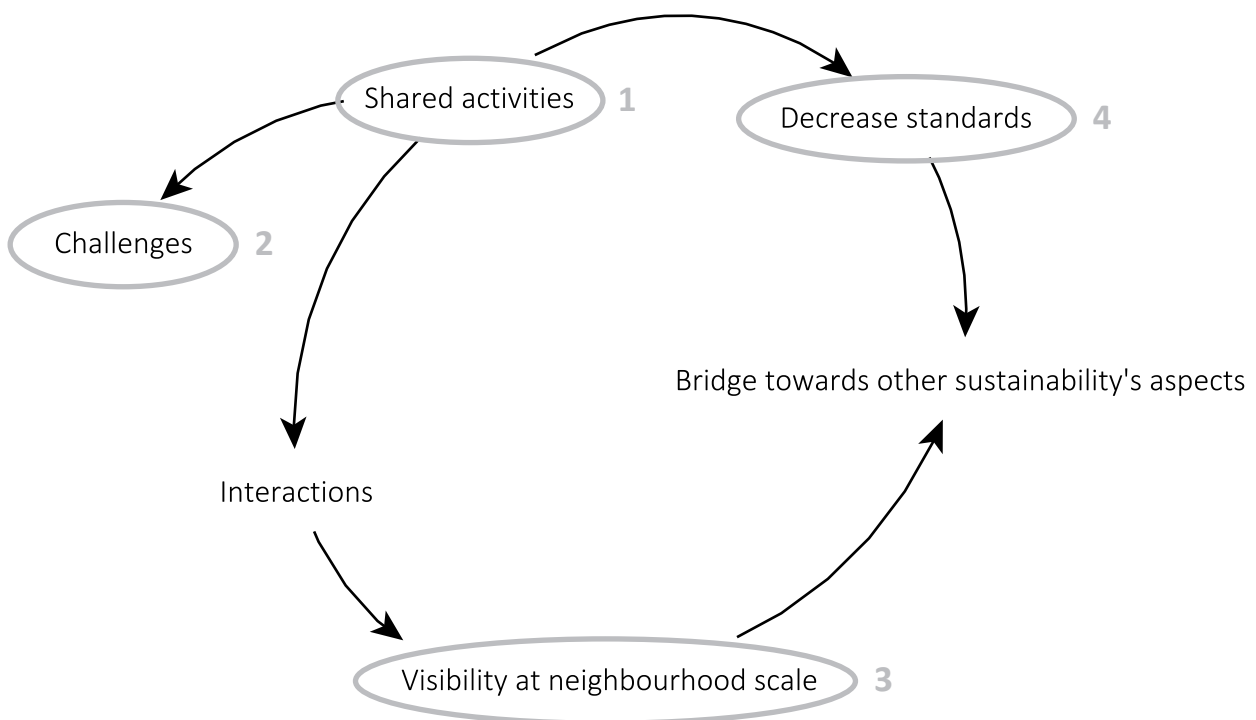 Shared activities 1
Decrease standards 4
Challenges 2
Bridge towards other sustainability's aspects
Interactions
Visibility at neighbourhood scale 3